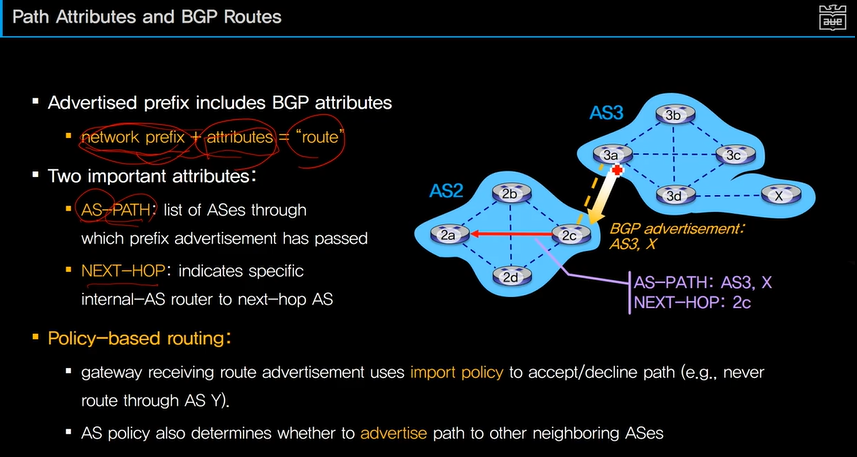 Path Attributes and BGP Routes
▪ Advertised prefix includes BGP attributes
▪ network prefix + attributes = “route”
▪ Two important attributes:
▪ AS-PATH: list of ASes through
which prefix advertisement has passed
▪ NEXT-HOP: indicates specific
internal-AS router to next-hop AS
▪ Policy-based routing:
▪ gateway receiving route advertisement uses import policy to accept/decline path (e.g., never
route through AS Y).
▪ AS policy also determines whether to advertise path to other neighboring ASes
AS3
3b
3a
3c
3d
X
AS2
2b
2a
2c
2d
BGP advertisement:
AS3, X
AS-PATH: AS3, X
NEXT-HOP: 2c